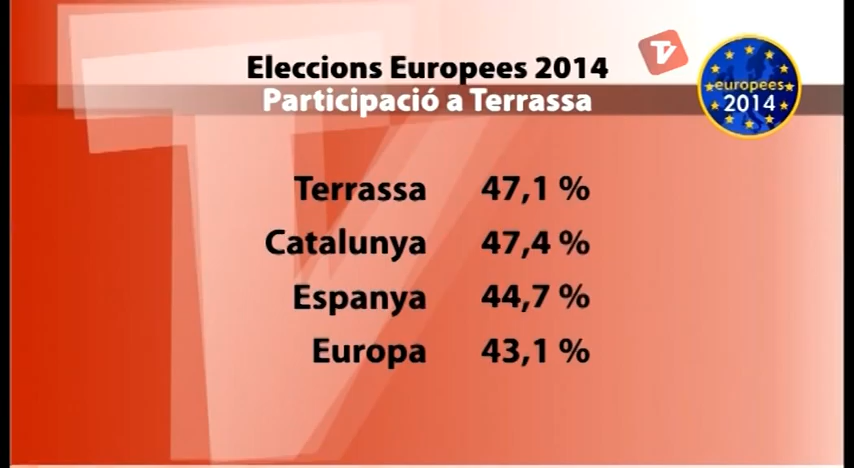 Eleccions Europees 2014
Participació a Terrassa
TV
europees
2014
Terrassa 47,1 %
Catalunya 47,4 %
Espanya 44,7 %
Europa 43,1 %